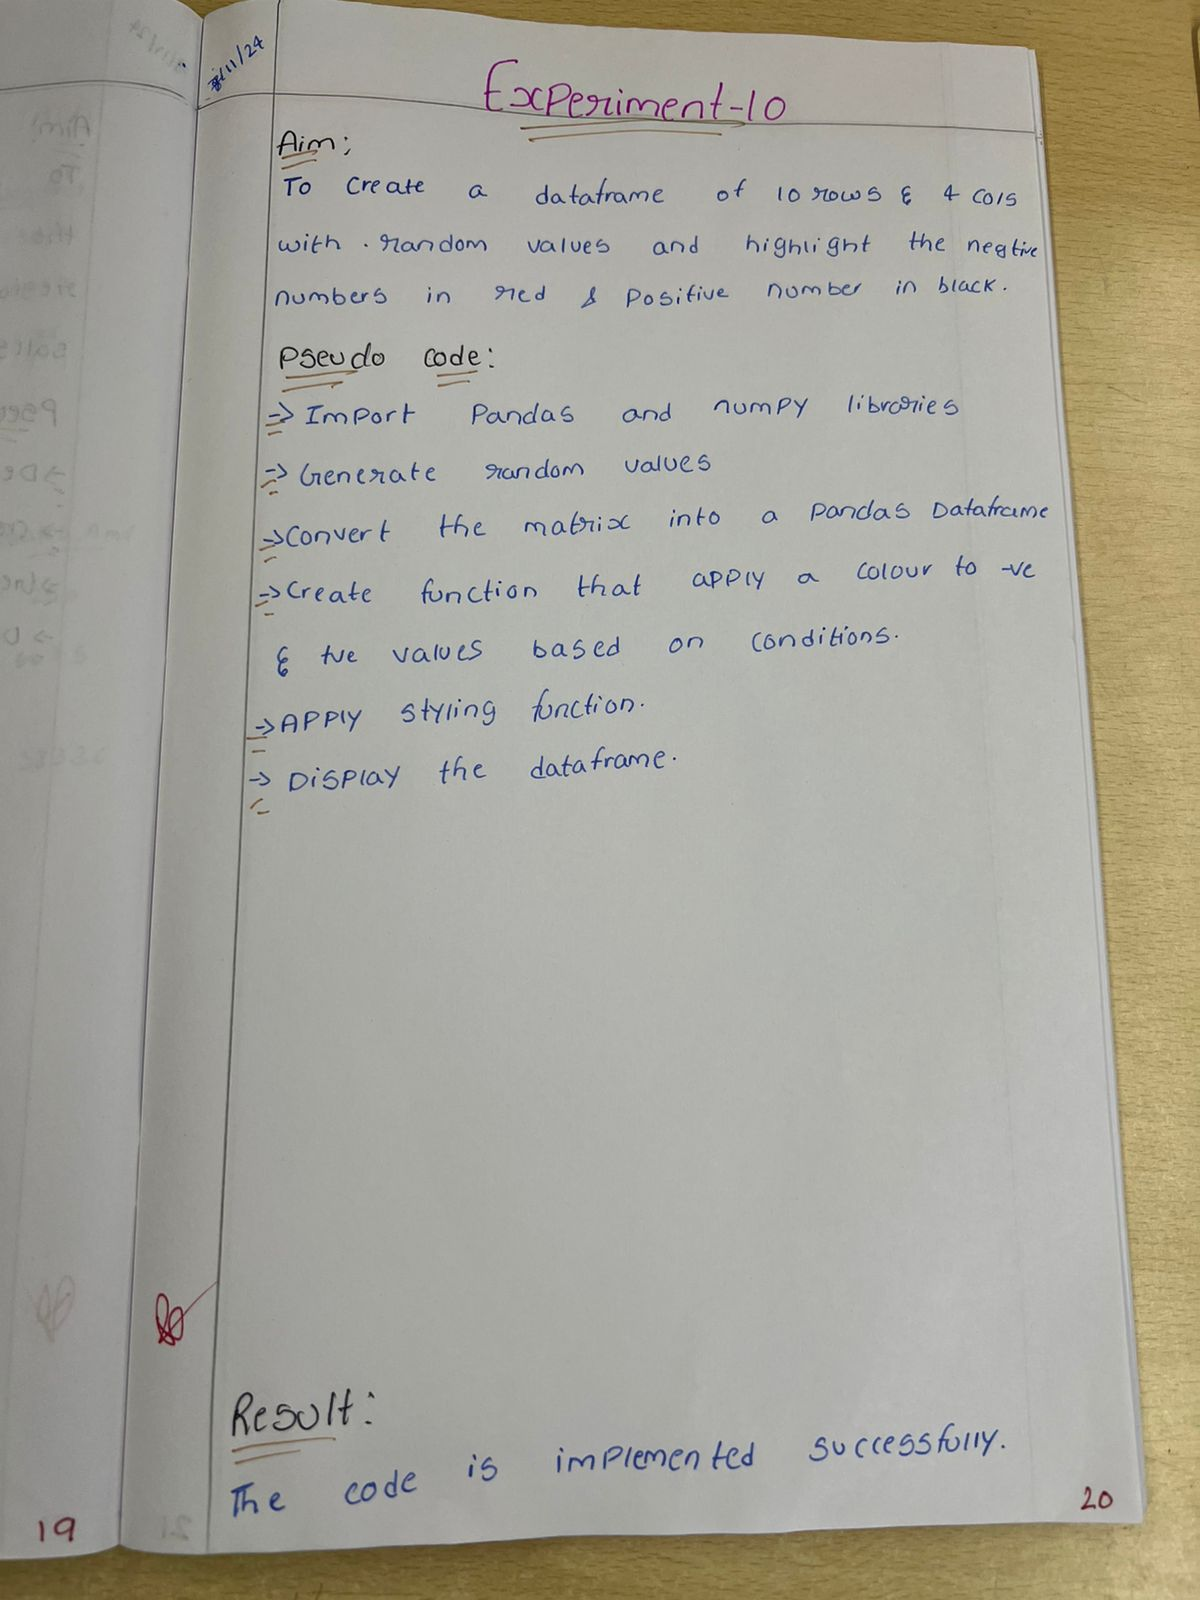 8/11/24
Experiment-10
Aim:
To create a dataframe of 10 rows & 4 cols
with random values and highlight the negtive
numbers in red & positive number in black.
Pseudo code:
=> Import Pandas and numpy libraries
=> Generate random values
=> Convert the matrix into a Pandas Dataframe
=> Create function that apply a colour to -ve
& +ve values based on conditions.
=> Apply styling function.
=> Display the dataframe.
Result:
The code is implemented successfully.
19
20